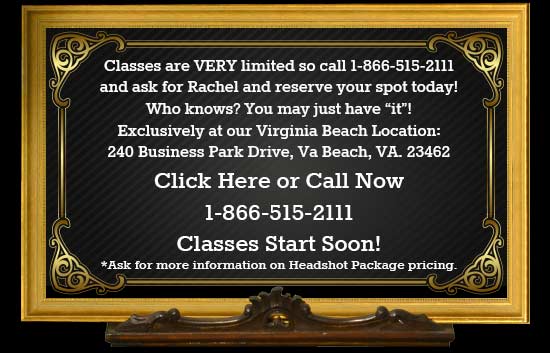 Classes are VERY limited so call 1-866-515-2111
and ask for Rachel and reserve your spot today!
Who knows? You may just have “it”!
Exclusively at our Virginia Beach Location:
240 Business Park Drive, Va Beach, VA. 23462
Click Here or Call Now
1-866-515-2111
Classes Start Soon!
*Ask for more information on Headshot Package pricing.